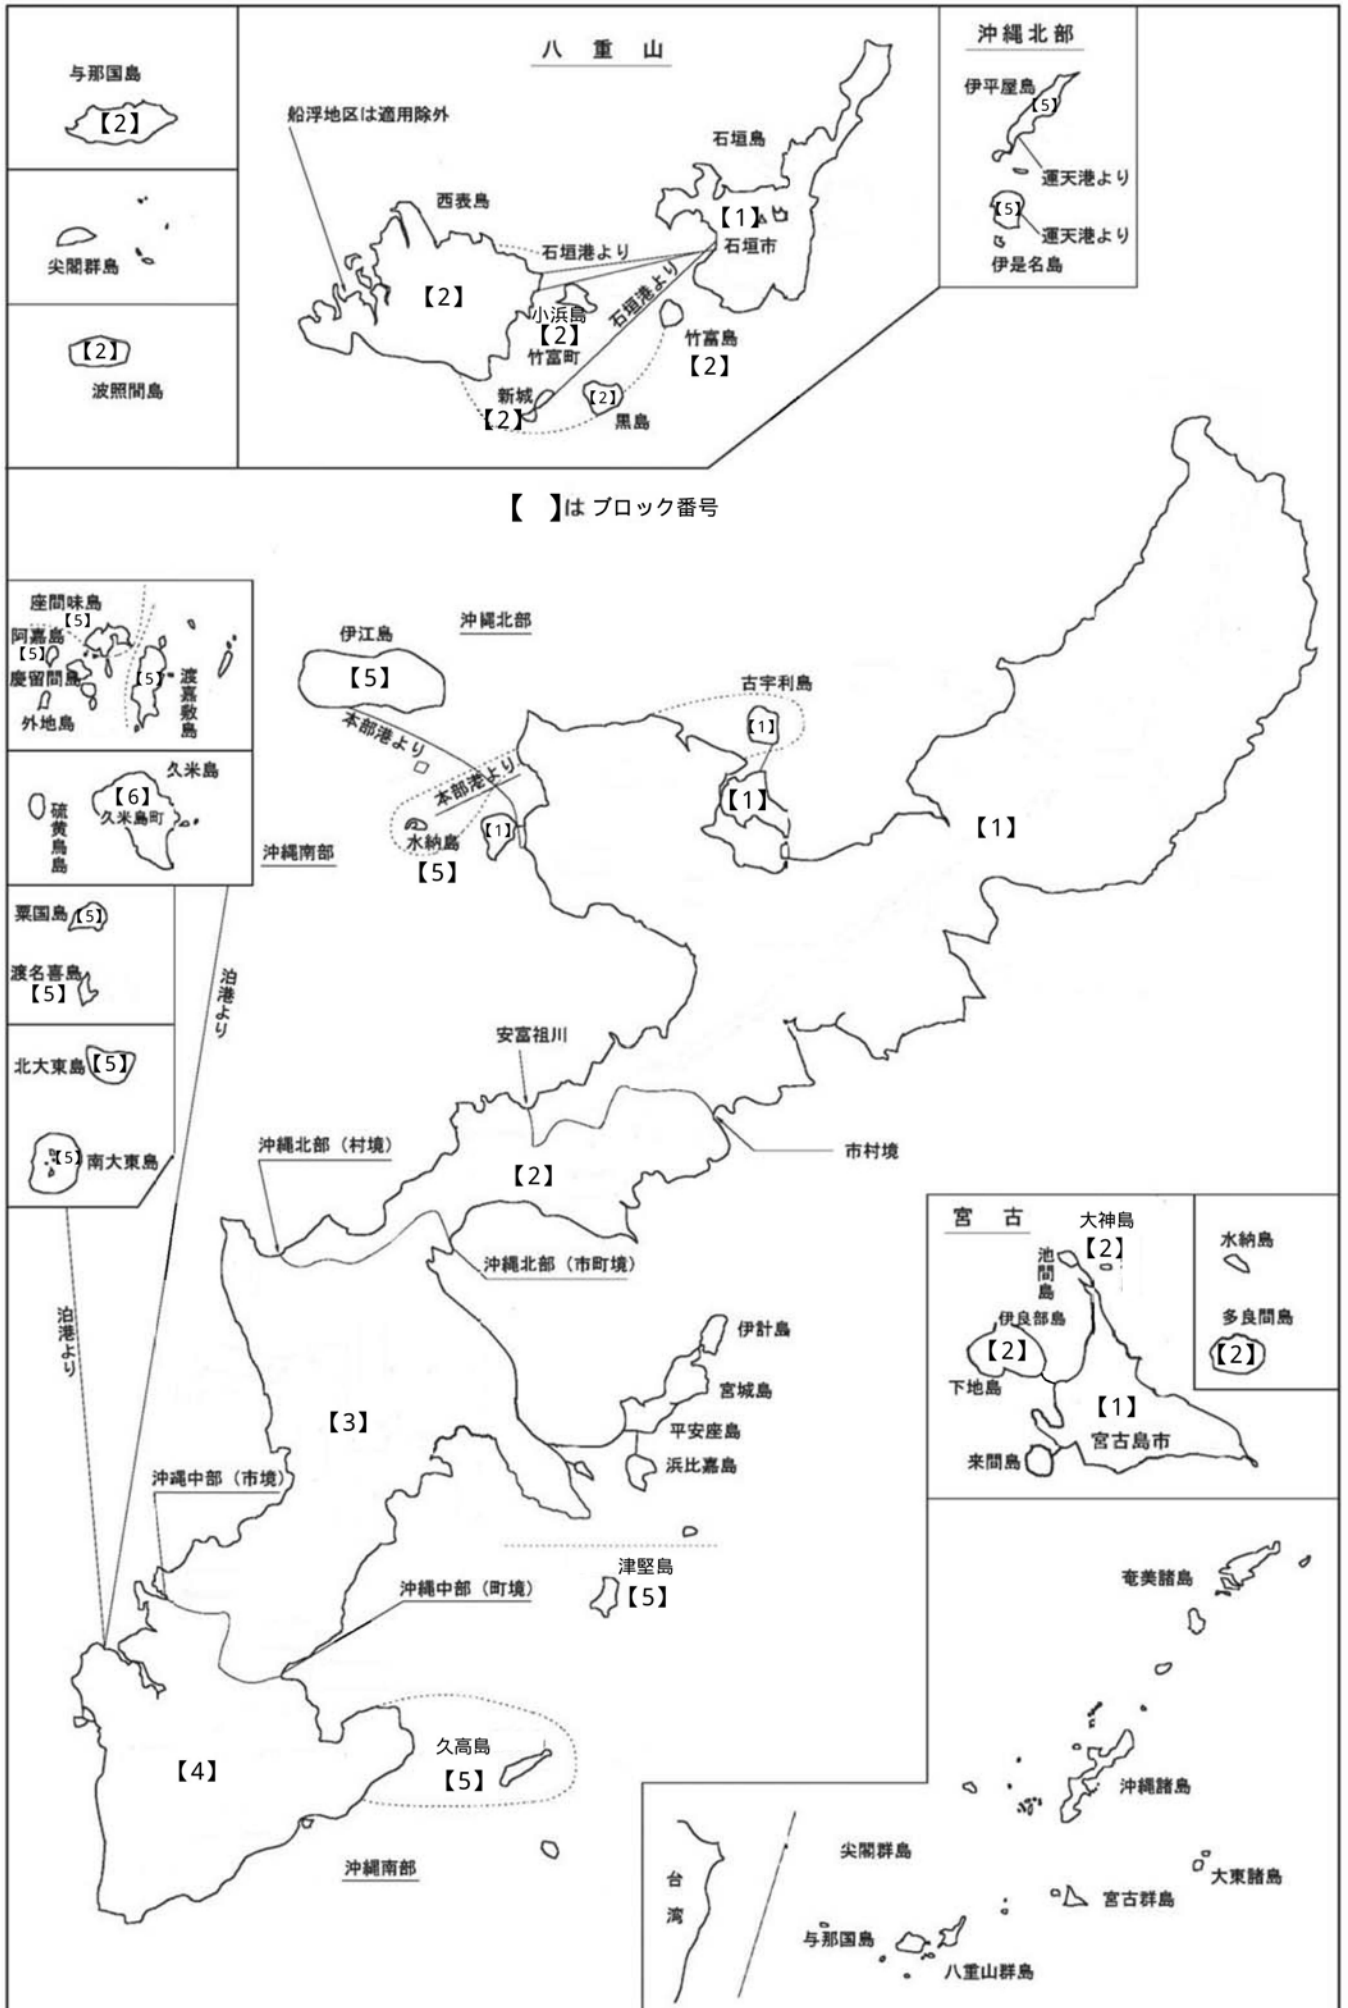 八 重 山
沖縄北部
与那国島
【2】
船浮地区は適用除外
尖閣群島
【2】
波照間島
西表島
【2】
石垣島
【1】
石垣市
石垣港より
石垣港より
小浜島
【2】
竹富町
竹富島
【2】
新城
【2】
【2】
黒島
伊平屋島
【5】
運天港より
【5】
運天港より
伊是名島
【 】は ブロック番号
座間味島
【5】
阿嘉島
【5】
慶留間島
外地島
【5】
渡嘉敷島
久米島
【6】
久米島町
硫黄鳥島
沖縄南部
粟国島【5】
渡名喜島
【5】
北大東島【5】
【5】南大東島
泊港より
泊港より
沖縄北部
伊江島
【5】
本部港より
本部港より
水納島
【5】
【1】
古宇利島
【1】
【1】
【1】
安富祖川
沖縄北部（村境）
市村境
【2】
沖縄北部（市町境）
【3】
伊計島
宮城島
平安座島
浜比嘉島
沖縄中部（市境）
沖縄中部（町境）
津堅島
【5】
【4】
久高島
【5】
沖縄南部
宮 古
大神島
【2】
池間島
伊良部島
【2】
下地島
【1】
宮古島市
来間島
水納島
多良間島
【2】
奄美諸島
沖縄諸島
大東諸島
宮古群島
尖閣群島
台湾
与那国島
八重山群島